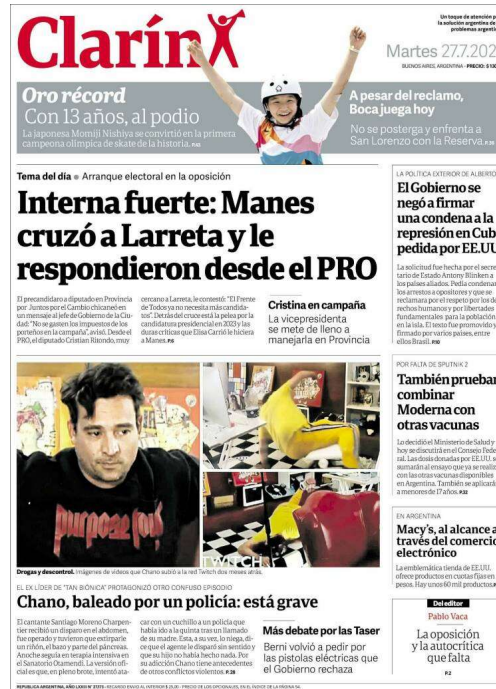 Clarín
Un toque de atención p
la solución argentina de
problemas argenti
Martes 27.7.202
BUENOS AIRES, ARGENTINA - PRECIO: $ 130
Oro récord
Con 13 años, al podio
La japonesa Momiji Nishiya se convirtió en la primera
campeona olímpica de skate de la historia.
A pesar del reclamo,
Boca juega hoy
No se posterga y enfrenta a
San Lorenzo con la Reserva.
Tema del día • Arranque electoral en la oposición
Interna fuerte: Manes
cruzó a Larreta y le
respondieron desde el PRO
El precandidato a diputado en Provincia
por Juntos por el Cambio chicaneó en
un mensaje al jefe de Gobierno de la Ciu-
dad: "No se gasten los impuestos de los
porteños en la campaña", avisó. Desde el
PRO, el diputado Cristian Ritondo, muy
cercano a Larreta, le contestó: "El Frente
de Todos ya no necesita más candida-
tos". Detrás del cruce está la pelea por la
candidatura presidencial en 2023 y las
duras críticas que Elisa Carrió le hiciera
a Manes. P.6
Cristina en campaña
La vicepresidenta
se mete de lleno a
manejarla en Provincia
LA POLÍTICA EXTERIOR DE ALBERTO
El Gobierno se
negó a firmar
una condena a la
represión en Cub
pedida por EE.UU
La solicitud fue hecha por el secre
tario de Estado Antony Blinken a
los países aliados. Pedía condenar
los arrestos a opositores y que se
reclamara por el respeto por los de
rechos humanos y por libertades
fundamentales para la población
en la isla. El texto fue promovido y
firmado por varios países, entre
ellos Brasil. P.10
POR FALTA DE SPUTNIK 2
También prueban
combinar
Moderna con
otras vacunas
Lo decidió el Ministerio de Salud y
hoy se discutirá en el Consejo Fede
ral. Las dosis donadas por EE.UU. s
sumarán al ensayo que ya se realiz
con las otras vacunas disponibles
en Argentina. También se aplicará
a menores de 17 años. P.32
EN ARGENTINA
Macy's, al alcance a
través del comercio
electrónico
La emblemática tienda de EE.UU.
ofrece productos en cuotas fijas en
pesos. Hay unos 60 mil productos.
Del editor
Pablo Vaca
La oposición
y la autocrítica
que falta
P.2
TWITCH
Drogas y descontrol. Imágenes de videos que Chano subió a la red Twitch dos meses atrás.
EL EX LÍDER DE "TAN BIÓNICA" PROTAGONIZÓ OTRO CONFUSO EPISODIO
Chano, baleado por un policía: está grave
El cantante Santiago Moreno Charpen-
tier recibió un disparo en el abdomen,
fue operado y tuvieron que extirparle
un riñón, el bazo y parte del páncreas.
Anoche seguía en terapia intensiva en
el Sanatorio Otamendi. La versión ofi-
cial es que, en pleno brote, intentó ata-
car con un cuchillo a un policía que
había ido a la quinta tras un llamado
de su madre. Esta, a su vez, lo niega, di-
ce que el agente le disparó sin sentido y
que su hijo no había hecho nada. Por
su adicción Chano tiene antecedentes
de otros conflictos violentos. P.28
Más debate por las Taser
Berni volvió a pedir por
las pistolas eléctricas que
el Gobierno rechaza